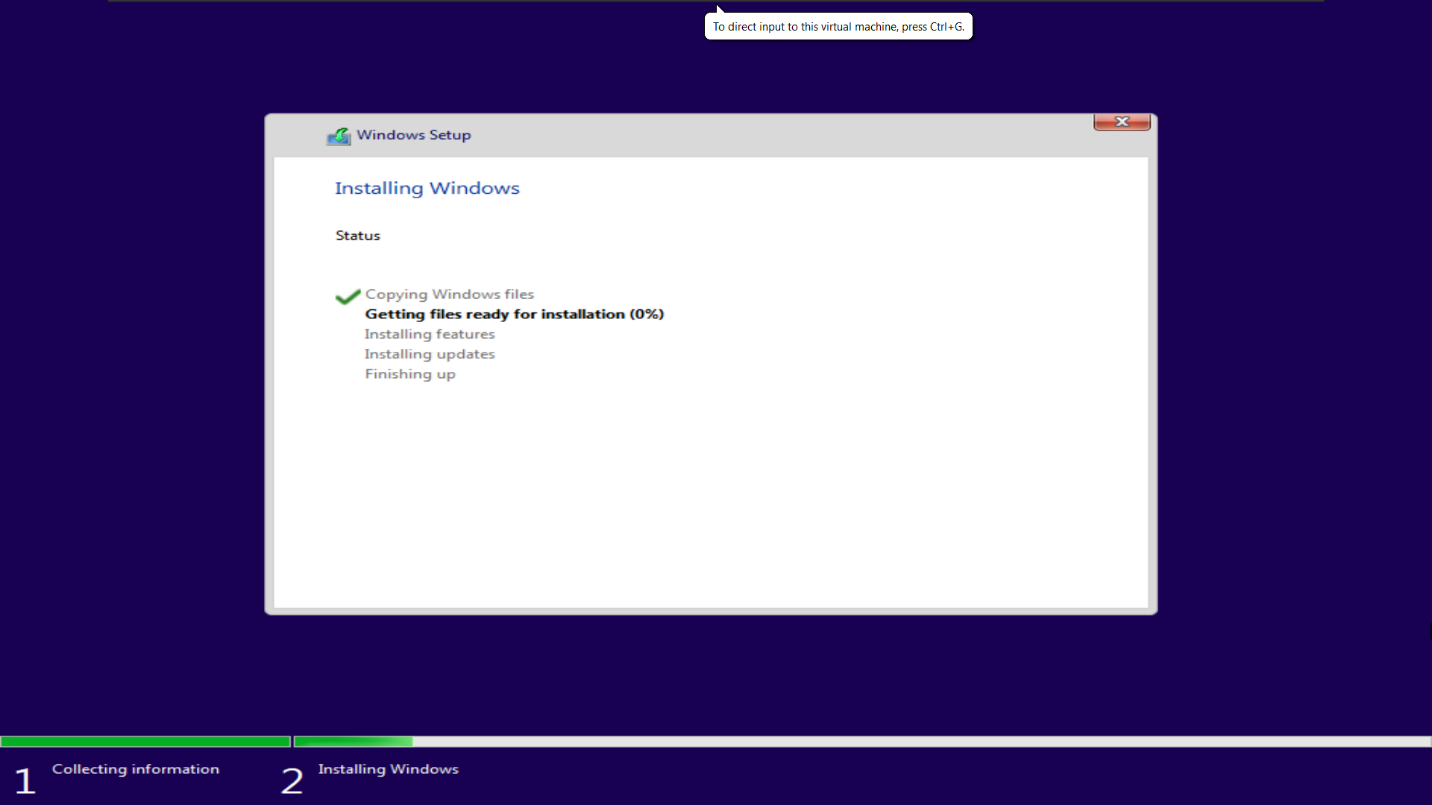 To direct input to this virtual machine, press Ctrl+G.
Windows Setup
Installing Windows
Status
Copying Windows files
Getting files ready for installation (0%)
Installing features
Installing updates
Finishing up
1 Collecting information 2 Installing Windows